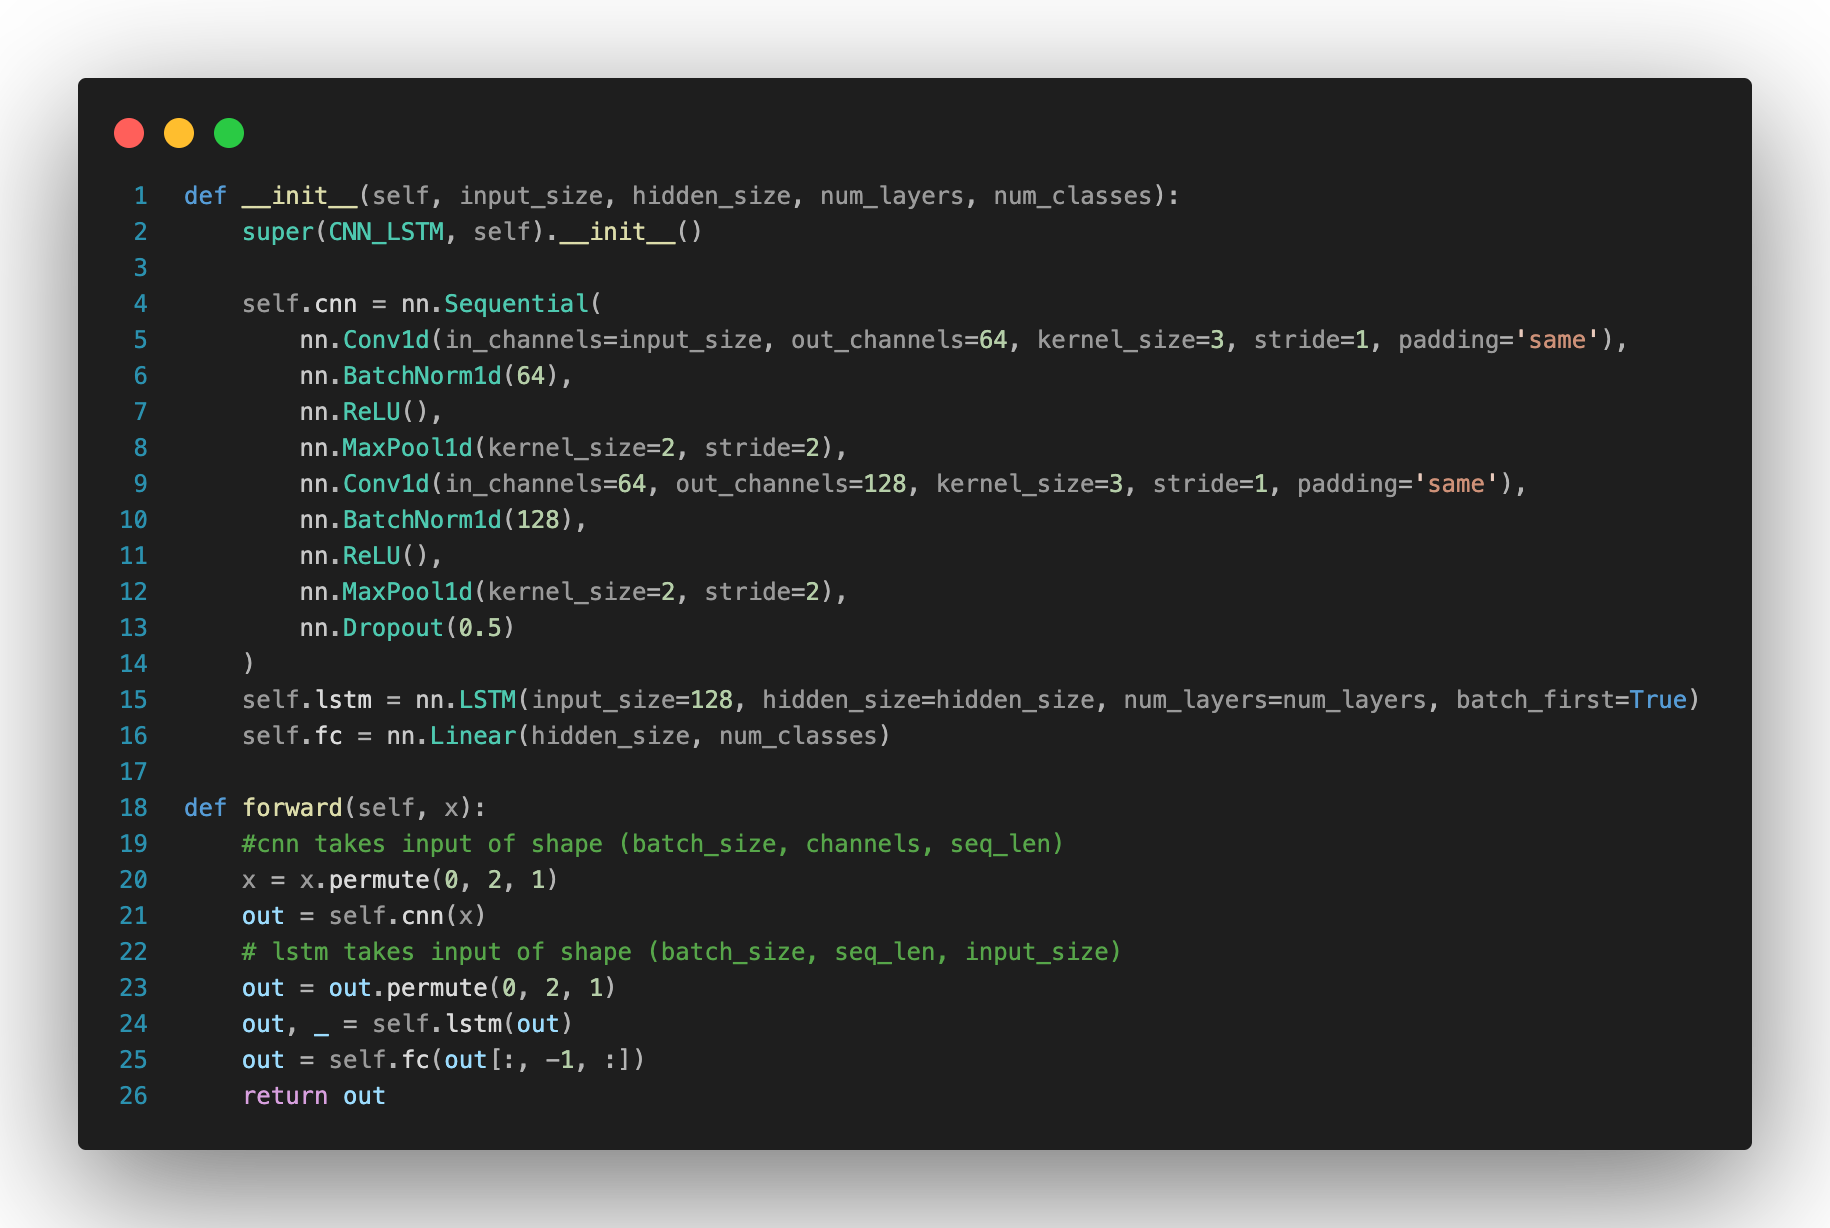 1 def __init__(self, input_size, hidden_size, num_layers, num_classes):
2     super(CNN_LSTM, self).__init__()
3
4     self.cnn = nn.Sequential(
5         nn.Conv1d(in_channels=input_size, out_channels=64, kernel_size=3, stride=1, padding='same'),
6         nn.BatchNorm1d(64),
7         nn.ReLU(),
8         nn.MaxPool1d(kernel_size=2, stride=2),
9         nn.Conv1d(in_channels=64, out_channels=128, kernel_size=3, stride=1, padding='same'),
10         nn.BatchNorm1d(128),
11         nn.ReLU(),
12         nn.MaxPool1d(kernel_size=2, stride=2),
13         nn.Dropout(0.5)
14     )
15     self.lstm = nn.LSTM(input_size=128, hidden_size=hidden_size, num_layers=num_layers, batch_first=True)
16     self.fc = nn.Linear(hidden_size, num_classes)
17
18 def forward(self, x):
19     #cnn takes input of shape (batch_size, channels, seq_len)
20     x = x.permute(0, 2, 1)
21     out = self.cnn(x)
22     # lstm takes input of shape (batch_size, seq_len, input_size)
23     out = out.permute(0, 2, 1)
24     out, _ = self.lstm(out)
25     out = self.fc(out[:, -1, :])
26     return out